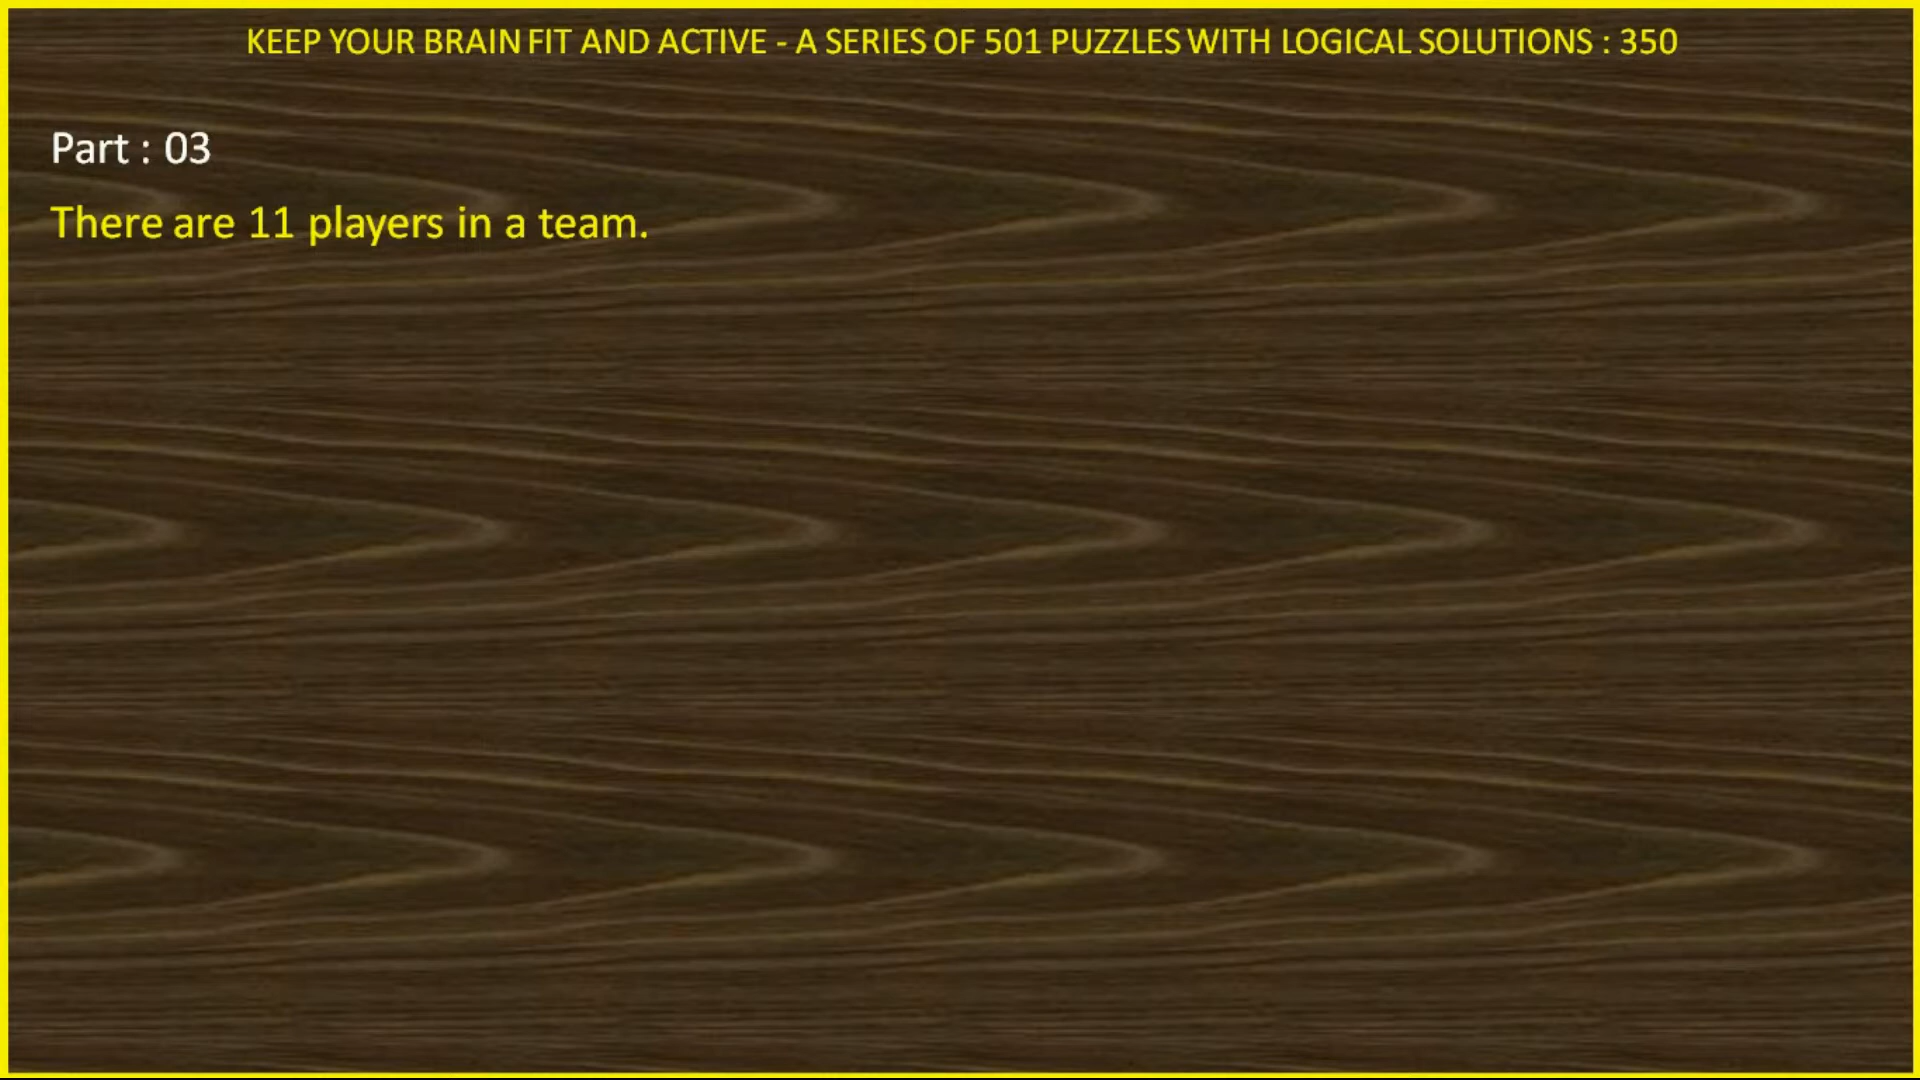 KEEP YOUR BRAIN FIT AND ACTIVE - A SERIES OF 501 PUZZLES WITH LOGICAL SOLUTIONS : 350
Part : 03
There are 11 players in a team.